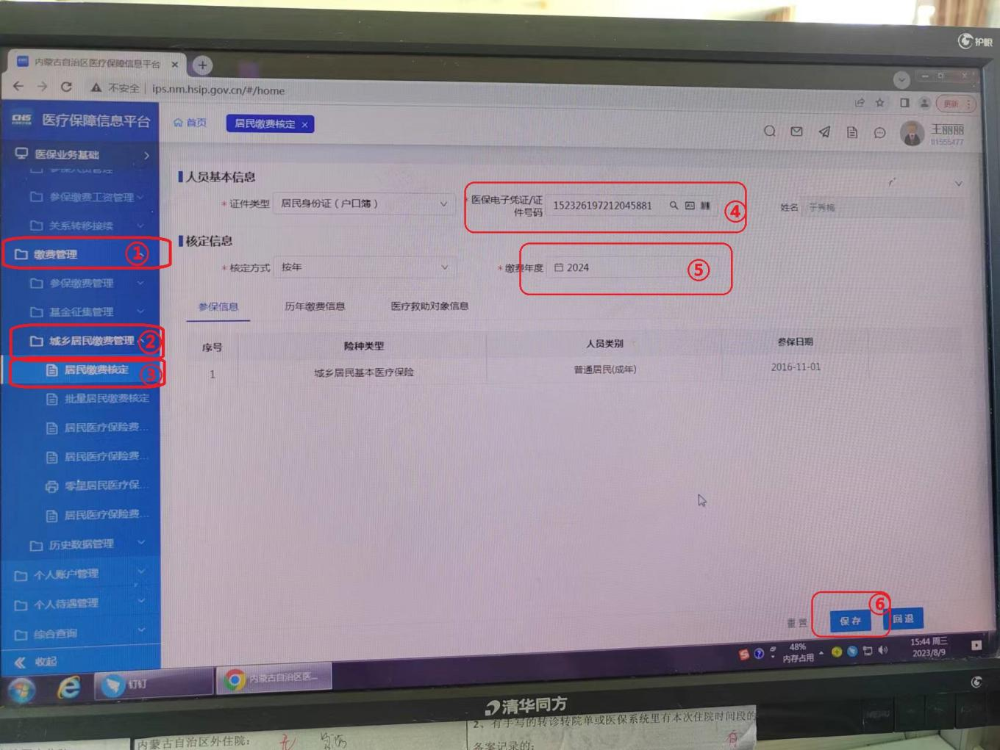 护眼
内蒙古自治区医疗保障信息平台
不安全 | ips.nm.hsip.gov.cn/#/home
更新
CHS 医疗保障信息平台
首页
居民缴费核定
王丽丽
医保业务基础
人员基本信息
参保缴费工资管理
* 证件类型 居民身份证（户口簿）
* 医保电子凭证/证件号码 152326197212045881 ④
姓名 于秀梅
关系转移接续
核定信息
缴费管理 ①
* 核定方式 按年
* 缴费年度 2024 ⑤
参保缴费管理
基金征集管理
参保信息 历年缴费信息 医疗救助对象信息
城乡居民缴费管理 ②
序号 险种类型 人员类别 参保日期
居民缴费核定 ③
1 城乡居民基本医疗保险 普通居民(成年) 2016-11-01
批量居民缴费核定
居民医疗保险费...
居民医疗保险费...
零星居民医疗保...
居民医疗保险费...
历史数据管理
个人账户管理
个人待遇管理
综合查询
重置 保存 ⑥ 回退
收起
48%
内存占用
15:44 周三
2023/8/9
钉钉
内蒙古自治区医...
清华同方
MENU
内蒙古自治区外住院：
2、有手写的转诊转院单或医保系统里有本次住院时间段的
备案记录的：